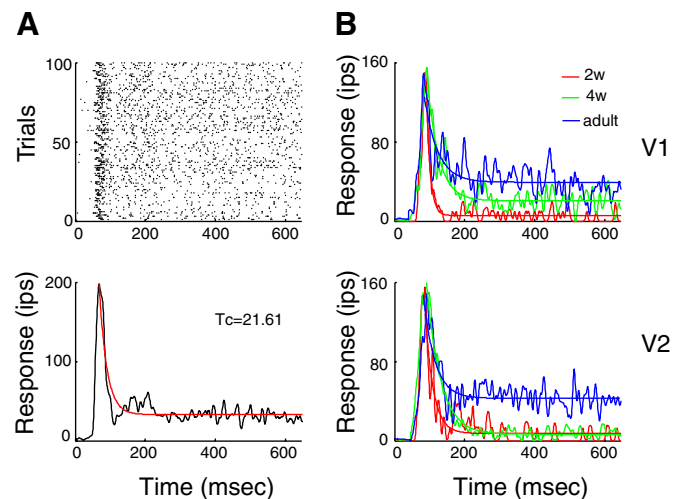 A
B
100
50
0
Trials
0 200 400 600
200
100
0
Response (ips)
Tc=21.61
0 200 400 600
Time (msec)
160
80
0
Response (ips)
2w
4w
adult
V1
0 200 400 600
160
80
0
Response (ips)
V2
0 200 400 600
Time (msec)